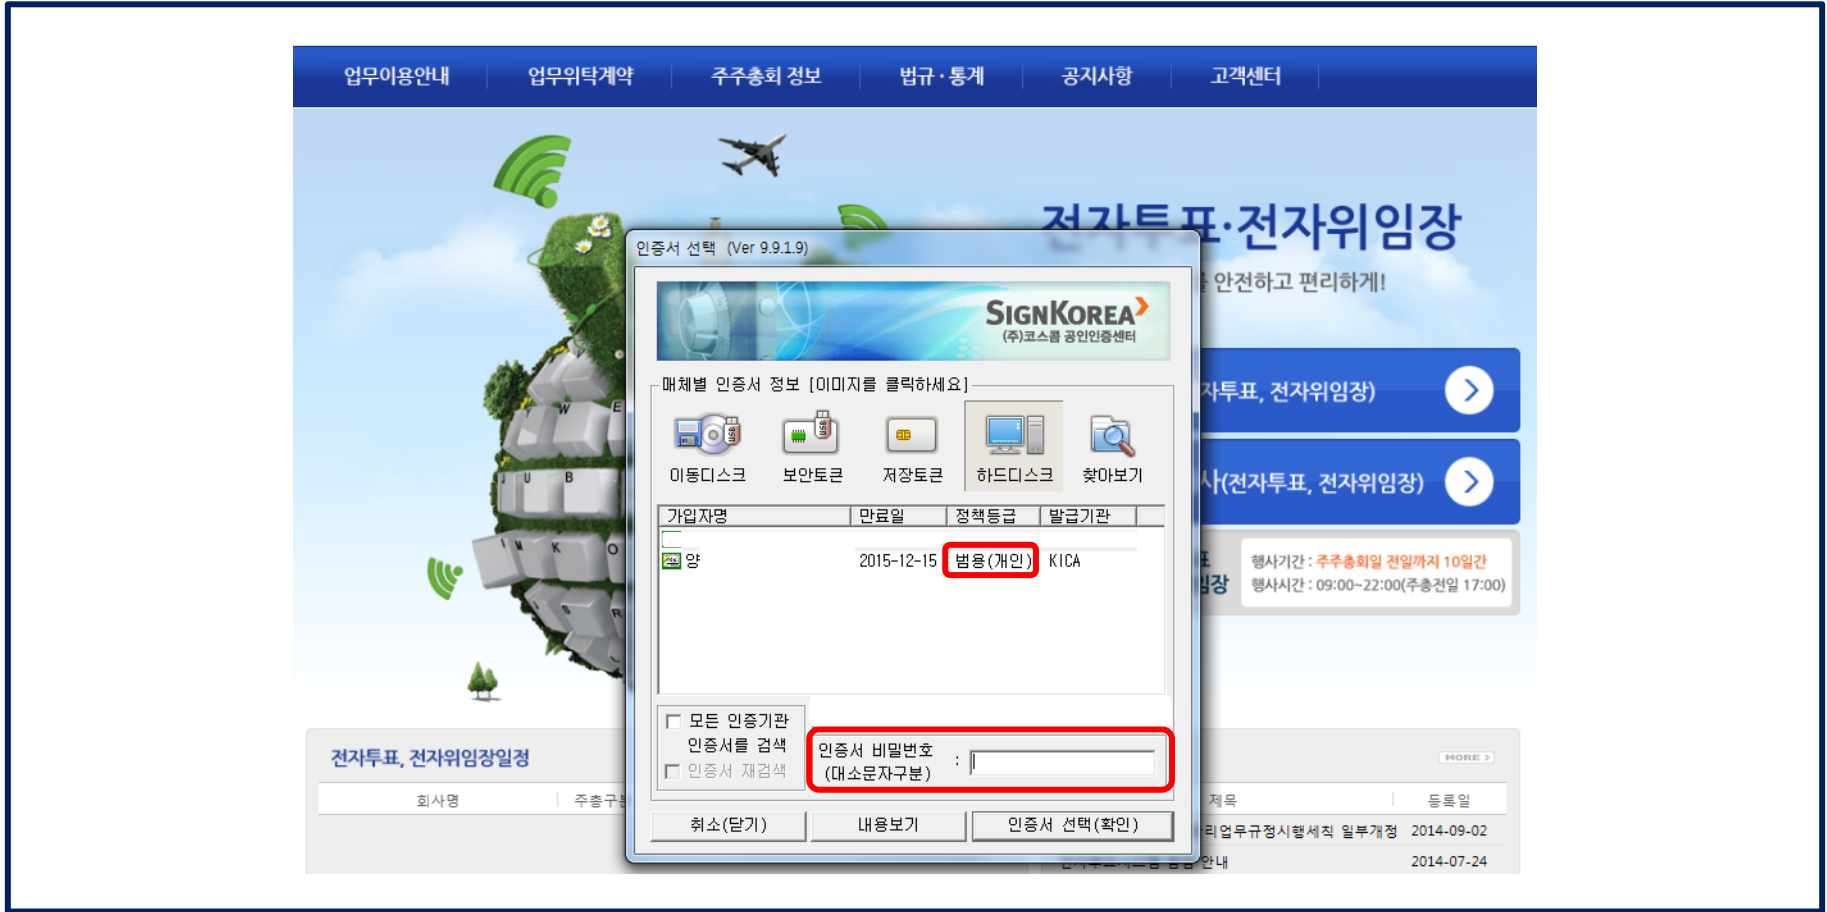 업무이용안내 업무위탁계약 주주총회 정보 법규·통계 공지사항 고객센터
전자투표·전자위임장
안전하고 편리하게!
인증서 선택 (Ver 9.9.1.9)
SIGNKOREA
(주)코스콤 공인인증센터
매체별 인증서 정보 [이미지를 클릭하세요]
이동디스크 보안토큰 저장토큰 하드디스크 찾아보기
가입자명 만료일 정책등급 발급기관
양 2015-12-15 범용(개인) KICA
모든 인증기관
인증서를 검색
인증서 재검색
인증서 비밀번호 :
(대소문자구분)
취소(닫기) 내용보기 인증서 선택(확인)
자투표, 전자위임장)
사(전자투표, 전자위임장)
행사기간 : 주주총회일 전일까지 10일간
행사시간 : 09:00~22:00(주총전일 17:00)
전자투표, 전자위임장일정
회사명 주총구분
MORE >
제목 등록일
리업무규정시행세칙 일부개정 2014-09-02
안내 2014-07-24
W E
U B
M K O
S R